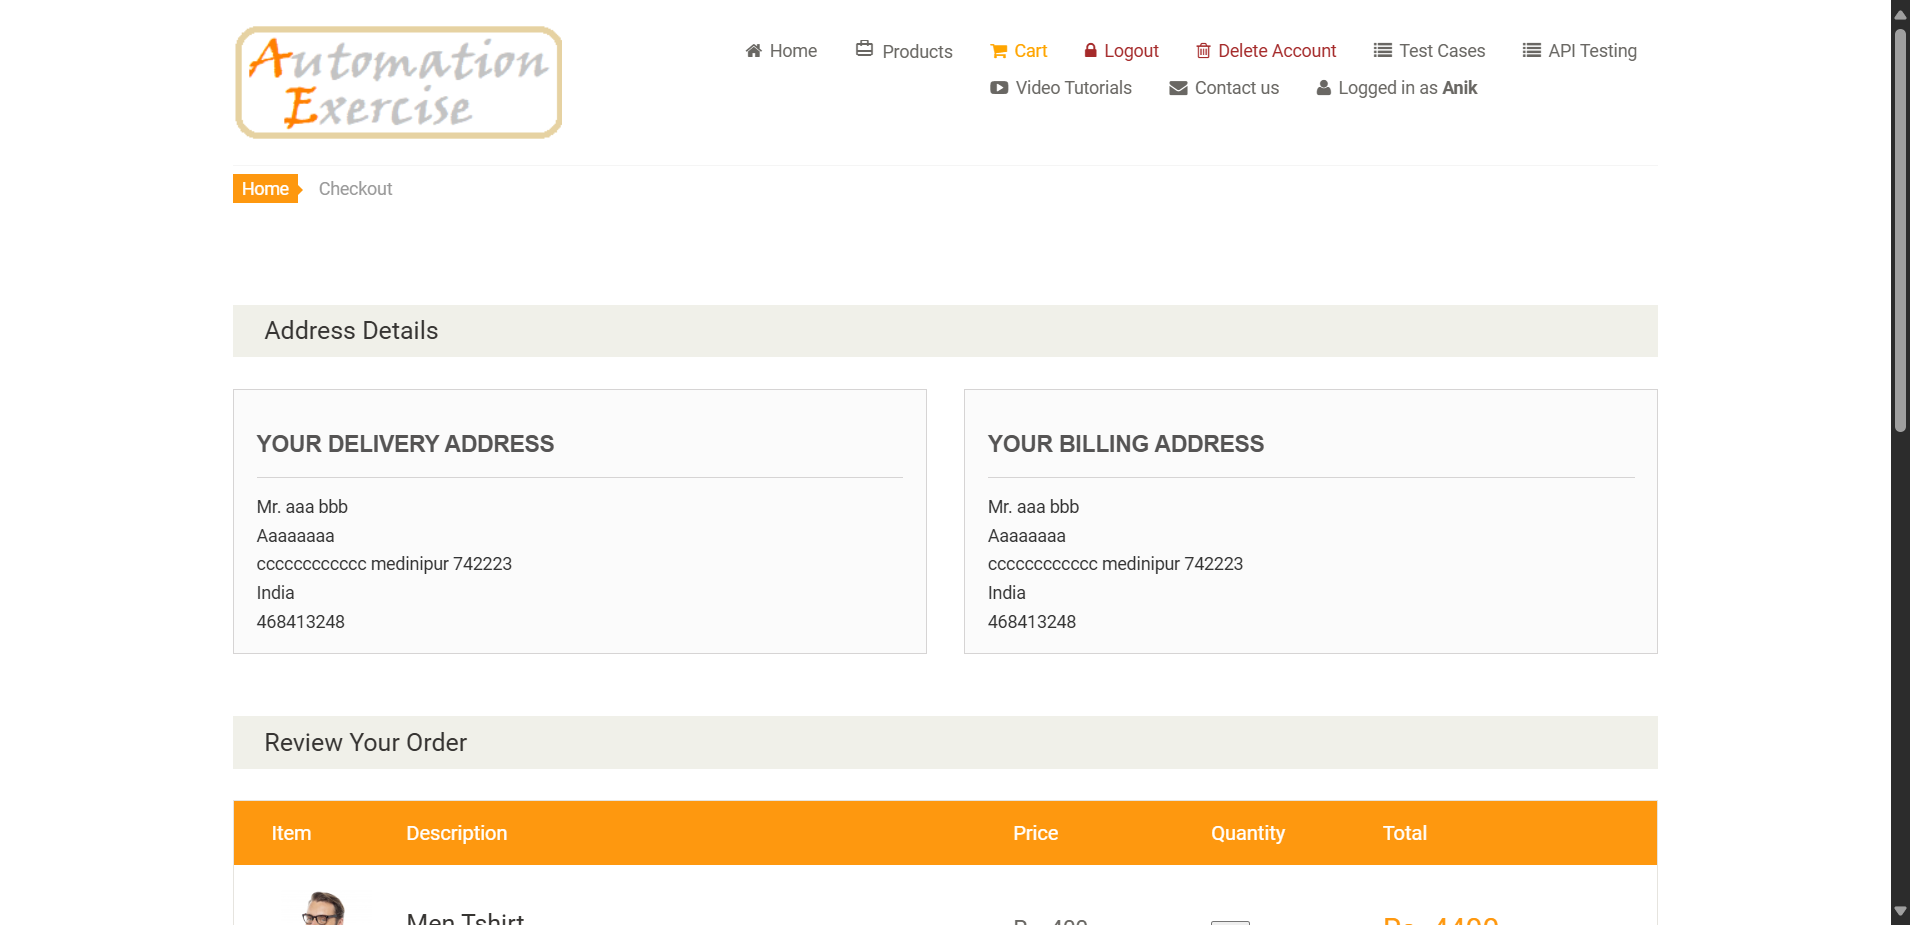 Automation
Exercise
Home Products Cart Logout Delete Account Test Cases API Testing
Video Tutorials Contact us Logged in as Anik
Home Checkout
Address Details
YOUR DELIVERY ADDRESS
Mr. aaa bbb
Aaaaaaaa
cccccccccccc medinipur 742223
India
468413248
YOUR BILLING ADDRESS
Mr. aaa bbb
Aaaaaaaa
cccccccccccc medinipur 742223
India
468413248
Review Your Order
Item Description Price Quantity Total
Men Tshirt